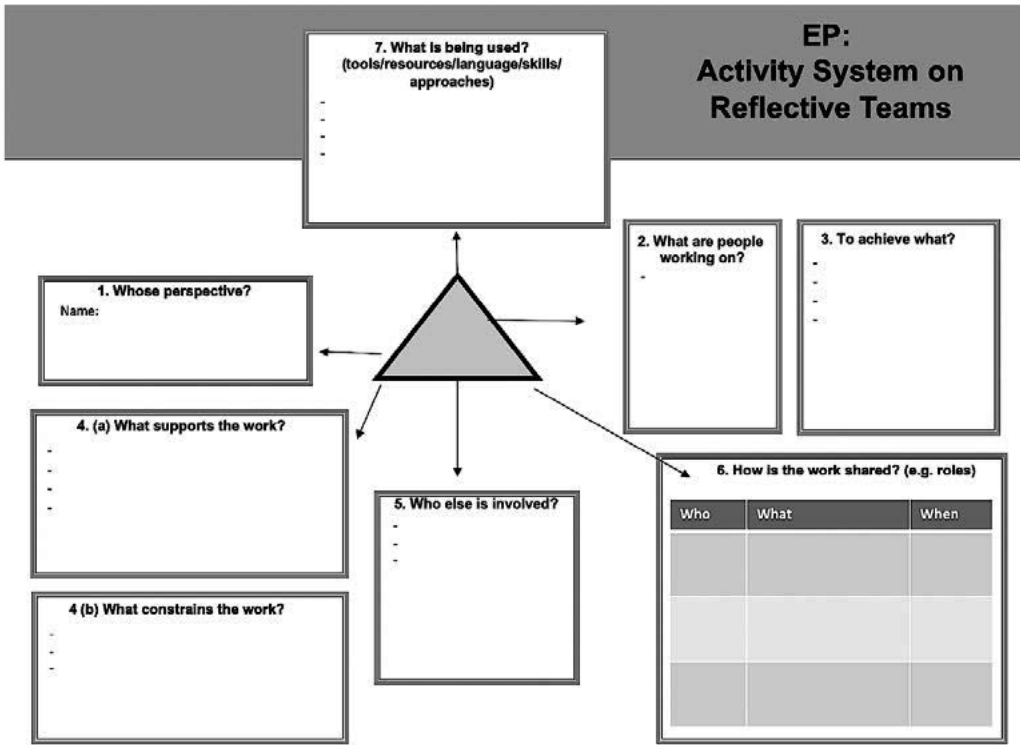 EP:
Activity System on
Reflective Teams
7. What is being used?
(tools/resources/language/skills/
approaches)
-
-
-
-
1. Whose perspective?
Name:
2. What are people
working on?
-
3. To achieve what?
-
-
-
-
4. (a) What supports the work?
-
-
-
-
4 (b) What constrains the work?
-
-
-
5. Who else is involved?
-
-
-
6. How is the work shared? (e.g. roles)
Who What When